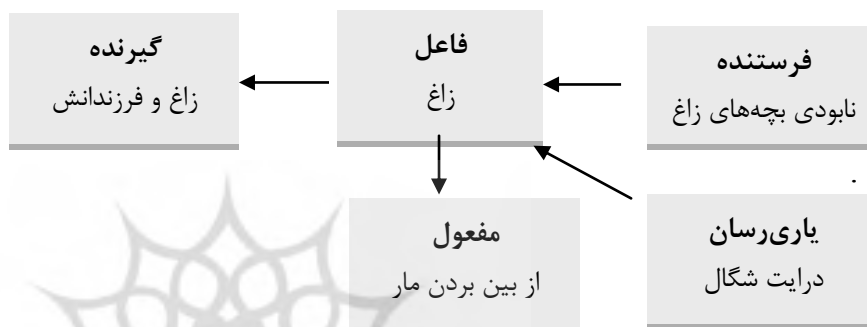 فرستنده
نابودی بچه‌های زاغ
فاعل
زاغ
گیرنده
زاغ و فرزندانش
.
یاری‌رسان
درایت شگال
مفعول
از بین بردن مار